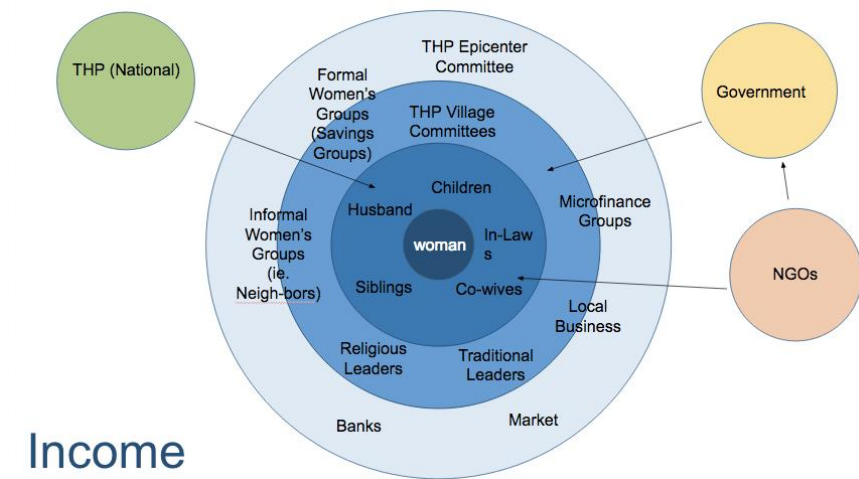 THP (National)
THP Epicenter
Committee
Formal
Women's
Groups
(Savings
Groups)
THP Village
Committees
Government
Children
Husband
Microfinance
Groups
Informal
Women's
Groups
(ie.
Neigh-bors)
woman
In-Law
s
Siblings
Co-wives
NGOs
Local
Business
Religious
Leaders
Traditional
Leaders
Banks
Market
Income